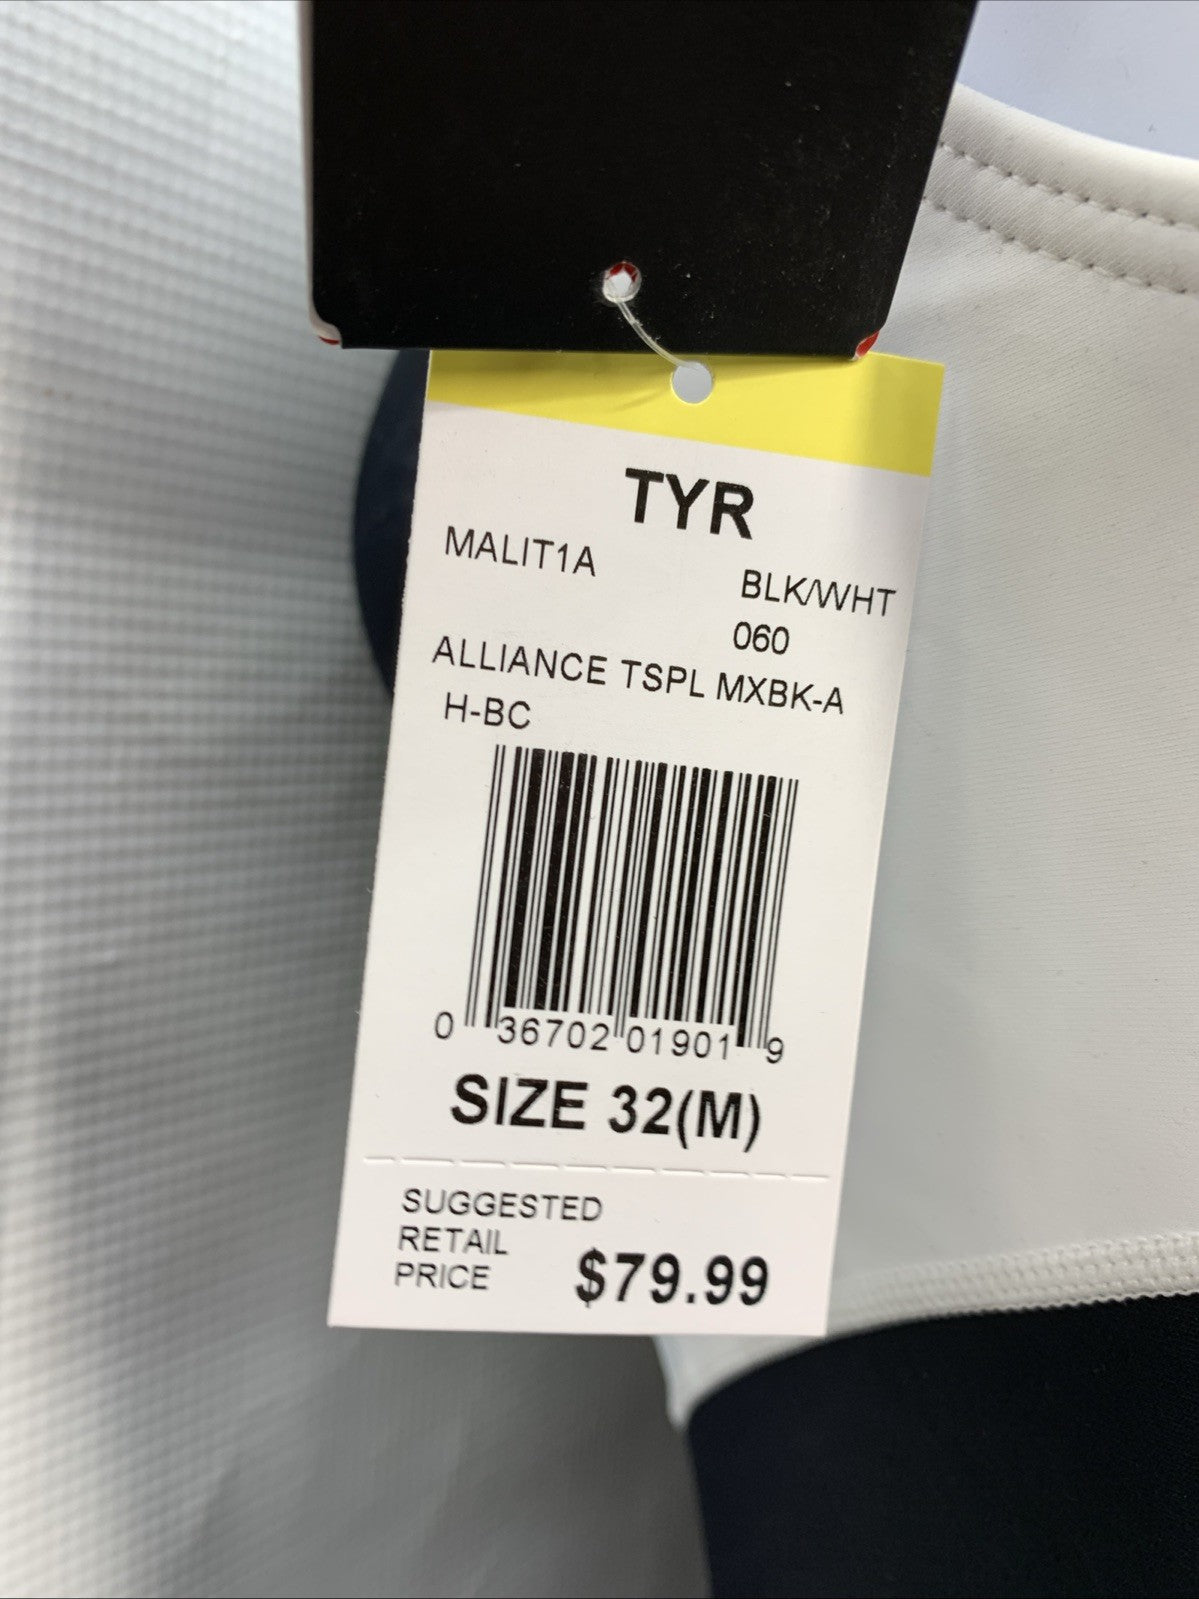 TYR
MALIT1A
BLK/WHT
060
ALLIANCE TSPL MXBK-A
H-BC
0 36702 01901 9
SIZE 32(M)
SUGGESTED
RETAIL
PRICE $79.99